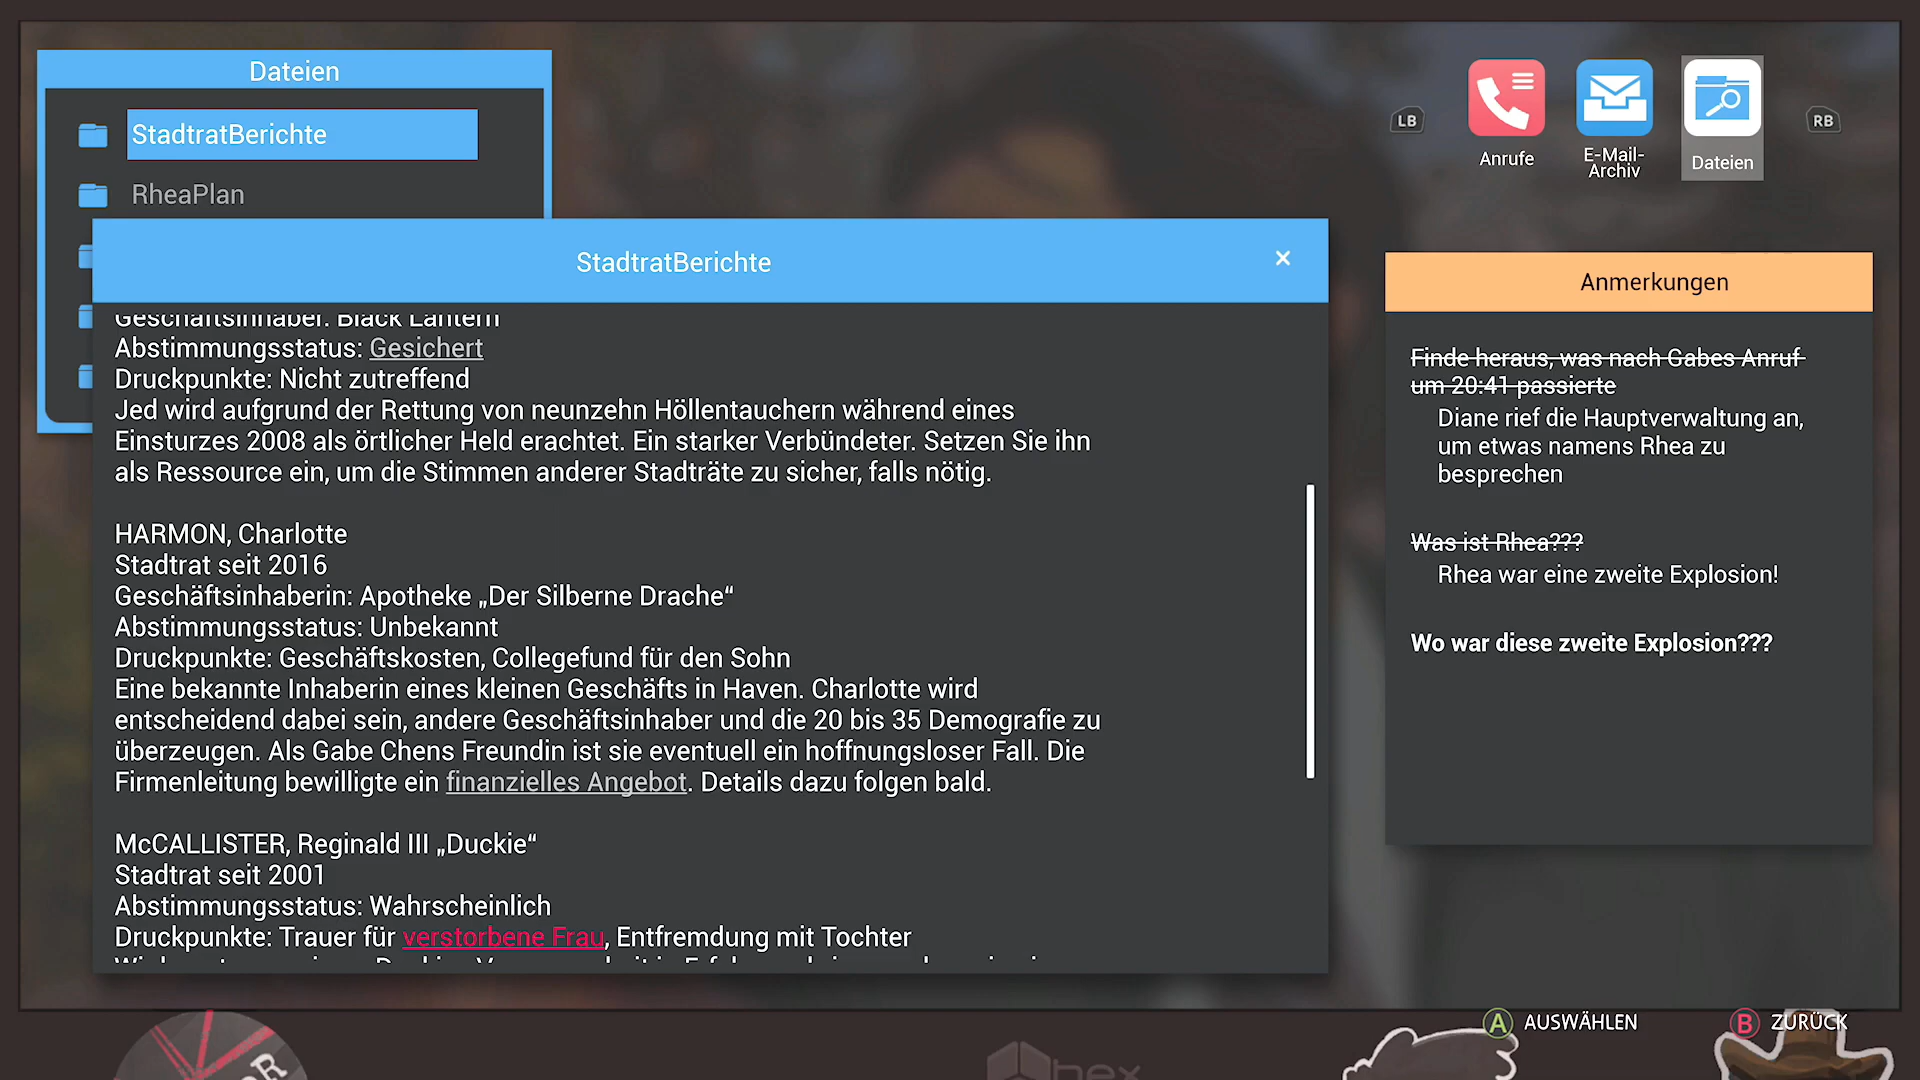 Dateien
StadtratBerichte
RheaPlan
LB
Anrufe
E-Mail-
Archiv
Dateien
RB
StadtratBerichte
×
Geschäftsinhaber: Black Lantern
Abstimmungsstatus: Gesichert
Druckpunkte: Nicht zutreffend
Jed wird aufgrund der Rettung von neunzehn Höllentauchern während eines
Einsturzes 2008 als örtlicher Held erachtet. Ein starker Verbündeter. Setzen Sie ihn
als Ressource ein, um die Stimmen anderer Stadträte zu sicher, falls nötig.
HARMON, Charlotte
Stadtrat seit 2016
Geschäftsinhaberin: Apotheke „Der Silberne Drache“
Abstimmungsstatus: Unbekannt
Druckpunkte: Geschäftskosten, Collegefund für den Sohn
Eine bekannte Inhaberin eines kleinen Geschäfts in Haven. Charlotte wird
entscheidend dabei sein, andere Geschäftsinhaber und die 20 bis 35 Demografie zu
überzeugen. Als Gabe Chens Freundin ist sie eventuell ein hoffnungsloser Fall. Die
Firmenleitung bewilligte ein finanzielles Angebot. Details dazu folgen bald.
McCALLISTER, Reginald III „Duckie“
Stadtrat seit 2001
Abstimmungsstatus: Wahrscheinlich
Druckpunkte: Trauer für verstorbene Frau, Entfremdung mit Tochter
Anmerkungen
Finde heraus, was nach Gabes Anruf
um 20:41 passierte
Diane rief die Hauptverwaltung an,
um etwas namens Rhea zu
besprechen
Was ist Rhea???
Rhea war eine zweite Explosion!
Wo war diese zweite Explosion???
A AUSWÄHLEN
B ZURÜCK
hex